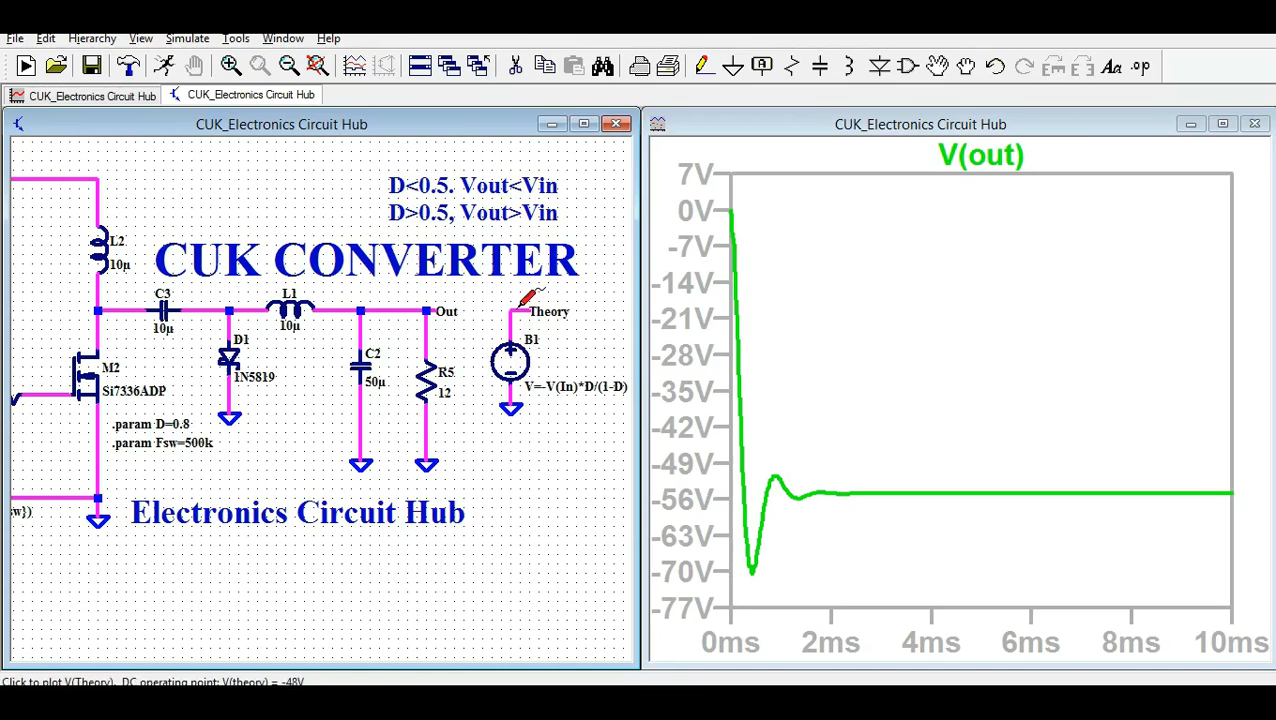 File Edit Hierarchy View Simulate Tools Window Help
.op
CUK_Electronics Circuit Hub CUK_Electronics Circuit Hub
CUK_Electronics Circuit Hub
D<0.5. Vout<Vin
D>0.5, Vout>Vin
CUK CONVERTER
L2
10µ
C3
10µ
L1
10µ
Out
Theory
D1
1N5819
C2
50µ
R5
12
B1
V=-V(In)*D/(1-D)
M2
Si7336ADP
.param D=0.8
.param Fsw=500k
sw})
Electronics Circuit Hub
CUK_Electronics Circuit Hub
V(out)
7V
0V
-7V
-14V
-21V
-28V
-35V
-42V
-49V
-56V
-63V
-70V
-77V
0ms 2ms 4ms 6ms 8ms 10ms
Click to plot V(Theory). DC operating point: V(theory) = -48V